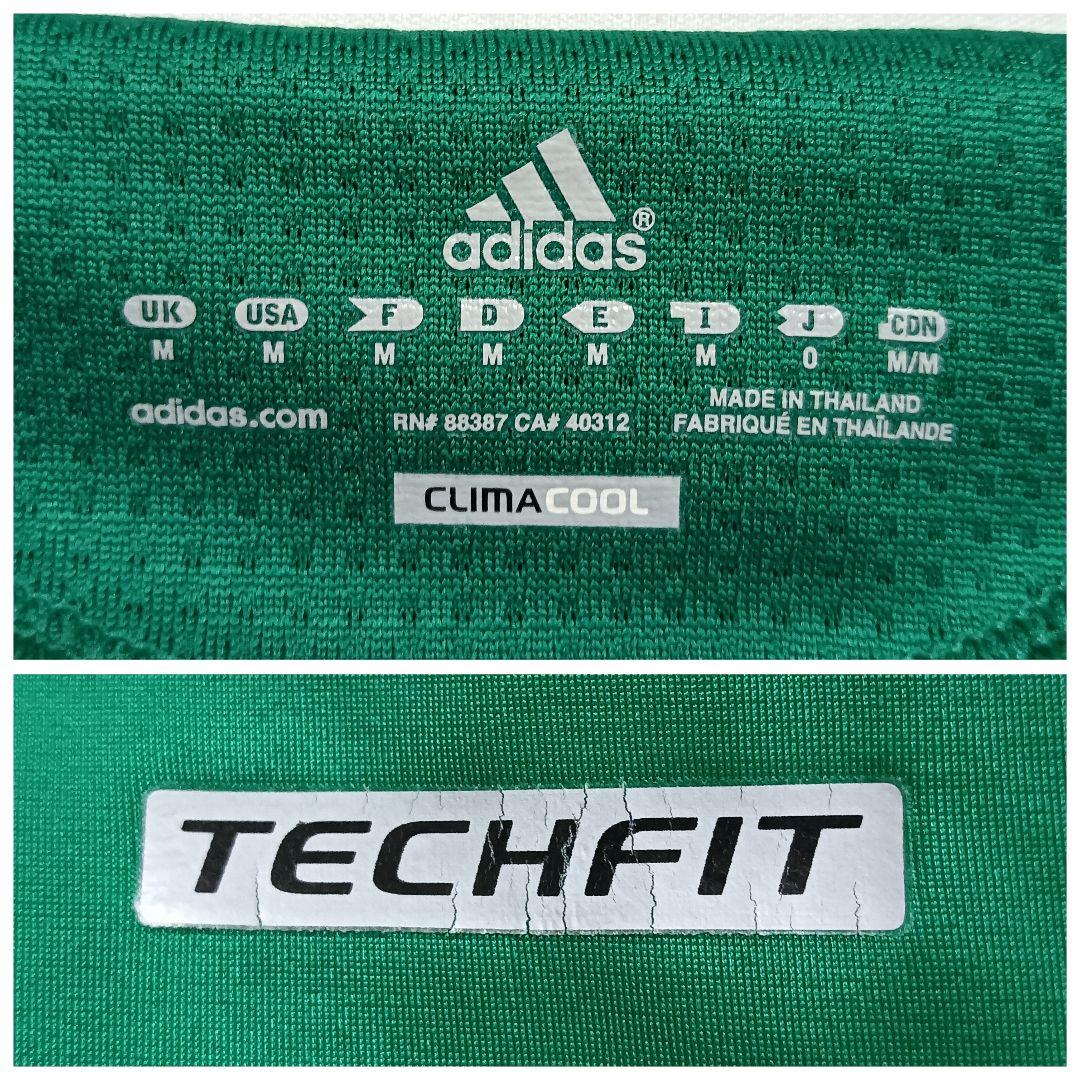 adidas®
UK USA F D E I J CDN
M M M M M M O M/M
adidas.com RN# 88387 CA# 40312 MADE IN THAILAND
FABRIQUÉ EN THAÏLANDE
CLIMACOOL
TECHFIT